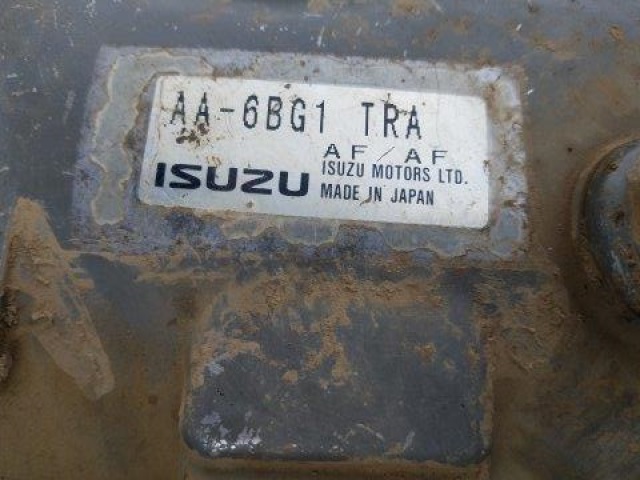 AA-6BG1 TRA
AF/AF
ISUZU ISUZU MOTORS LTD.
MADE IN JAPAN